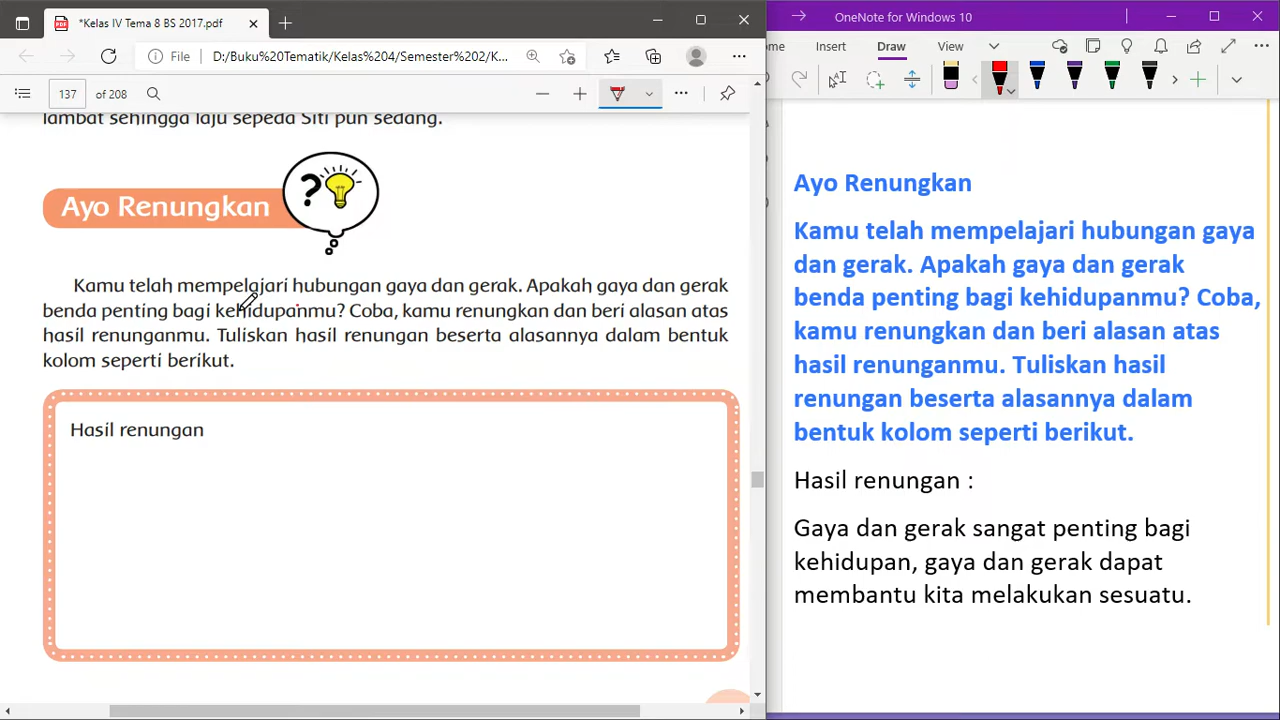 *Kelas IV Tema 8 BS 2017.pdf
File
D:/Buku%20Tematik/Kelas%204/Semester%202/K...
137 of 208
lambat sehingga laju sepeda Siti pun sedang.
Ayo Renungkan
?
Kamu telah mempelajari hubungan gaya dan gerak. Apakah gaya dan gerak
benda penting bagi kehidupanmu? Coba, kamu renungkan dan beri alasan atas
hasil renunganmu. Tuliskan hasil renungan beserta alasannya dalam bentuk
kolom seperti berikut.
Hasil renungan
OneNote for Windows 10
ome Insert Draw View
Ayo Renungkan
Kamu telah mempelajari hubungan gaya
dan gerak. Apakah gaya dan gerak
benda penting bagi kehidupanmu? Coba,
kamu renungkan dan beri alasan atas
hasil renunganmu. Tuliskan hasil
renungan beserta alasannya dalam
bentuk kolom seperti berikut.
Hasil renungan :
Gaya dan gerak sangat penting bagi
kehidupan, gaya dan gerak dapat
membantu kita melakukan sesuatu.